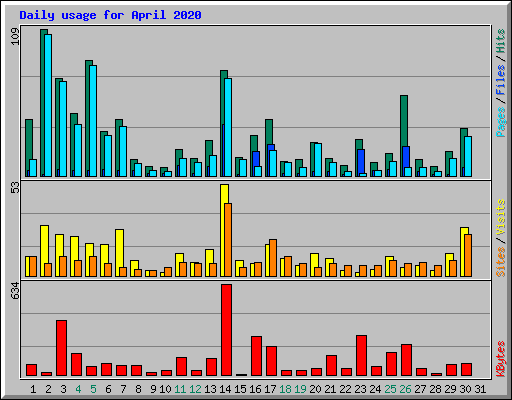 Daily usage for April 2020
109
Pages / Files / Hits
53
Sites / Visits
634
KBytes
1 2 3 4 5 6 7 8 9 10 11 12 13 14 15 16 17 18 19 20 21 22 23 24 25 26 27 28 29 30 31